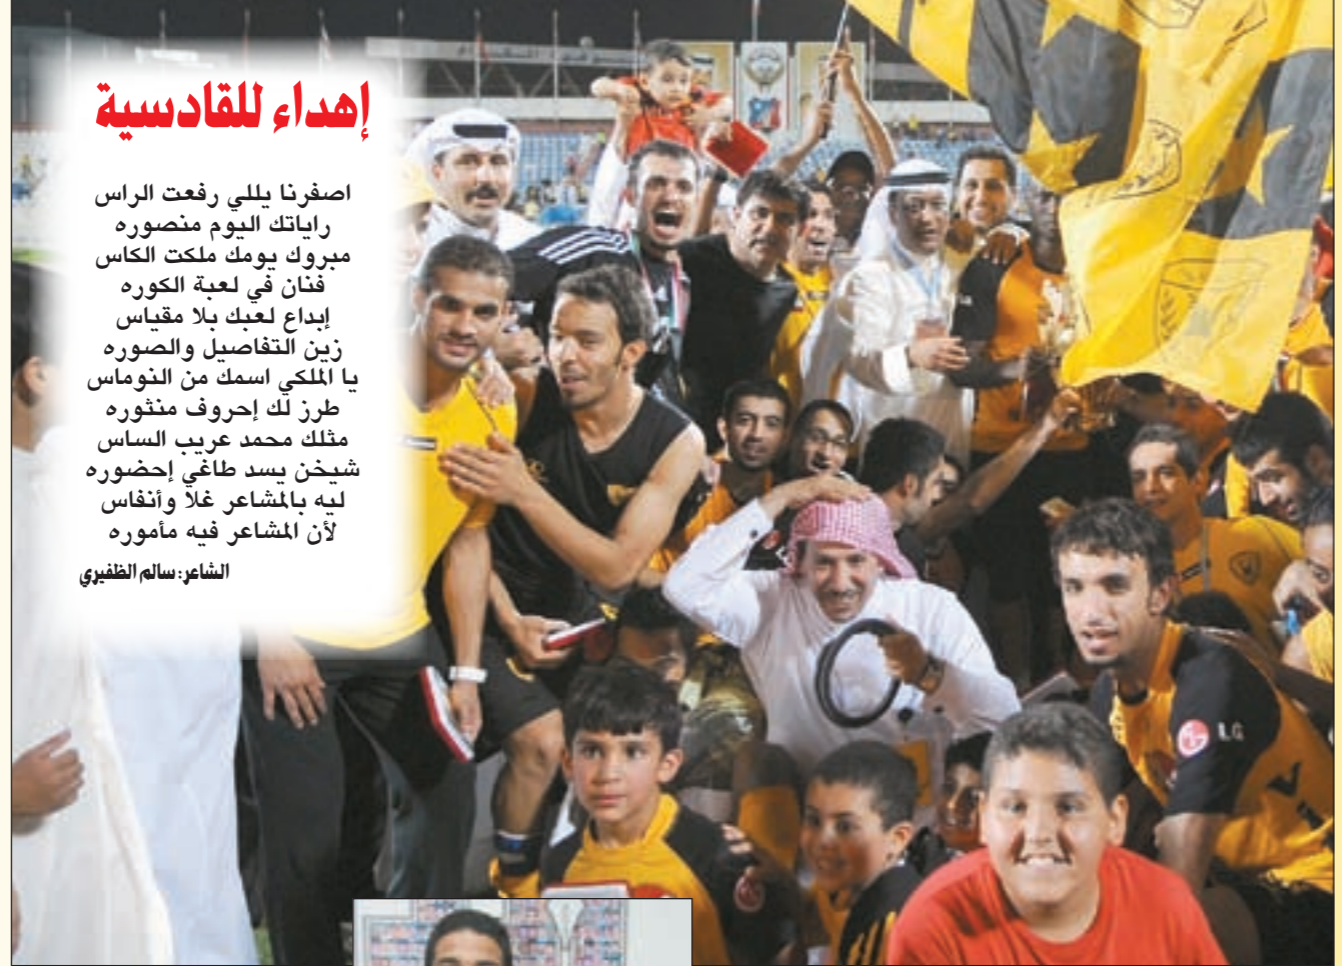 إهداء للقادسية
اصفرنا يللي رفعت الراس
راياتك اليوم منصوره
مبروك يومك ملكت الكاس
فنان في لعبة الكوره
إبداع لعبك بلا مقياس
زين التفاصيل والصوره
يا الملكي اسمك من النوماس
طرز لك إحروف منثوره
مثلك محمد عريب الساس
شيخن يسد طاغي إحضوره
ليه بالمشاعر غلا وأنفاس
لأن المشاعر فيه مأموره
الشاعر: سالم الظفيري
LG